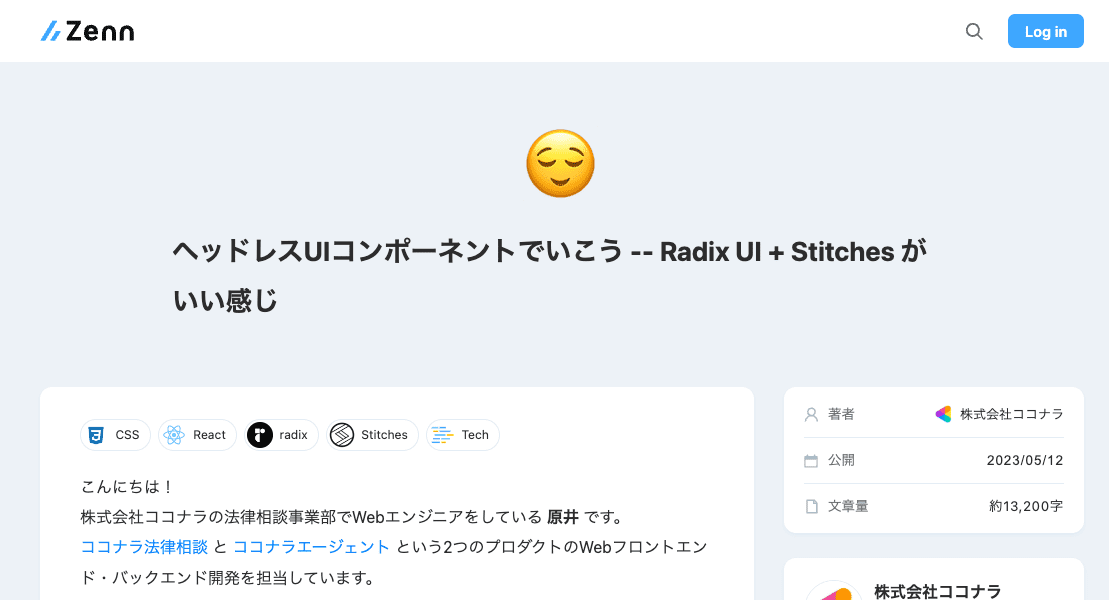 Zenn
Log in
ヘッドレスUIコンポーネントでいこう -- Radix UI + Stitches が
いい感じ
CSS
React
radix
Stitches
Tech
こんにちは！
株式会社ココナラの法律相談事業部でWebエンジニアをしている 原井 です。
ココナラ法律相談 と ココナラエージェント という2つのプロダクトのWebフロントエン
ド・バックエンド開発を担当しています。
著者 株式会社ココナラ
公開 2023/05/12
文章量 約13,200字
株式会社ココナラ